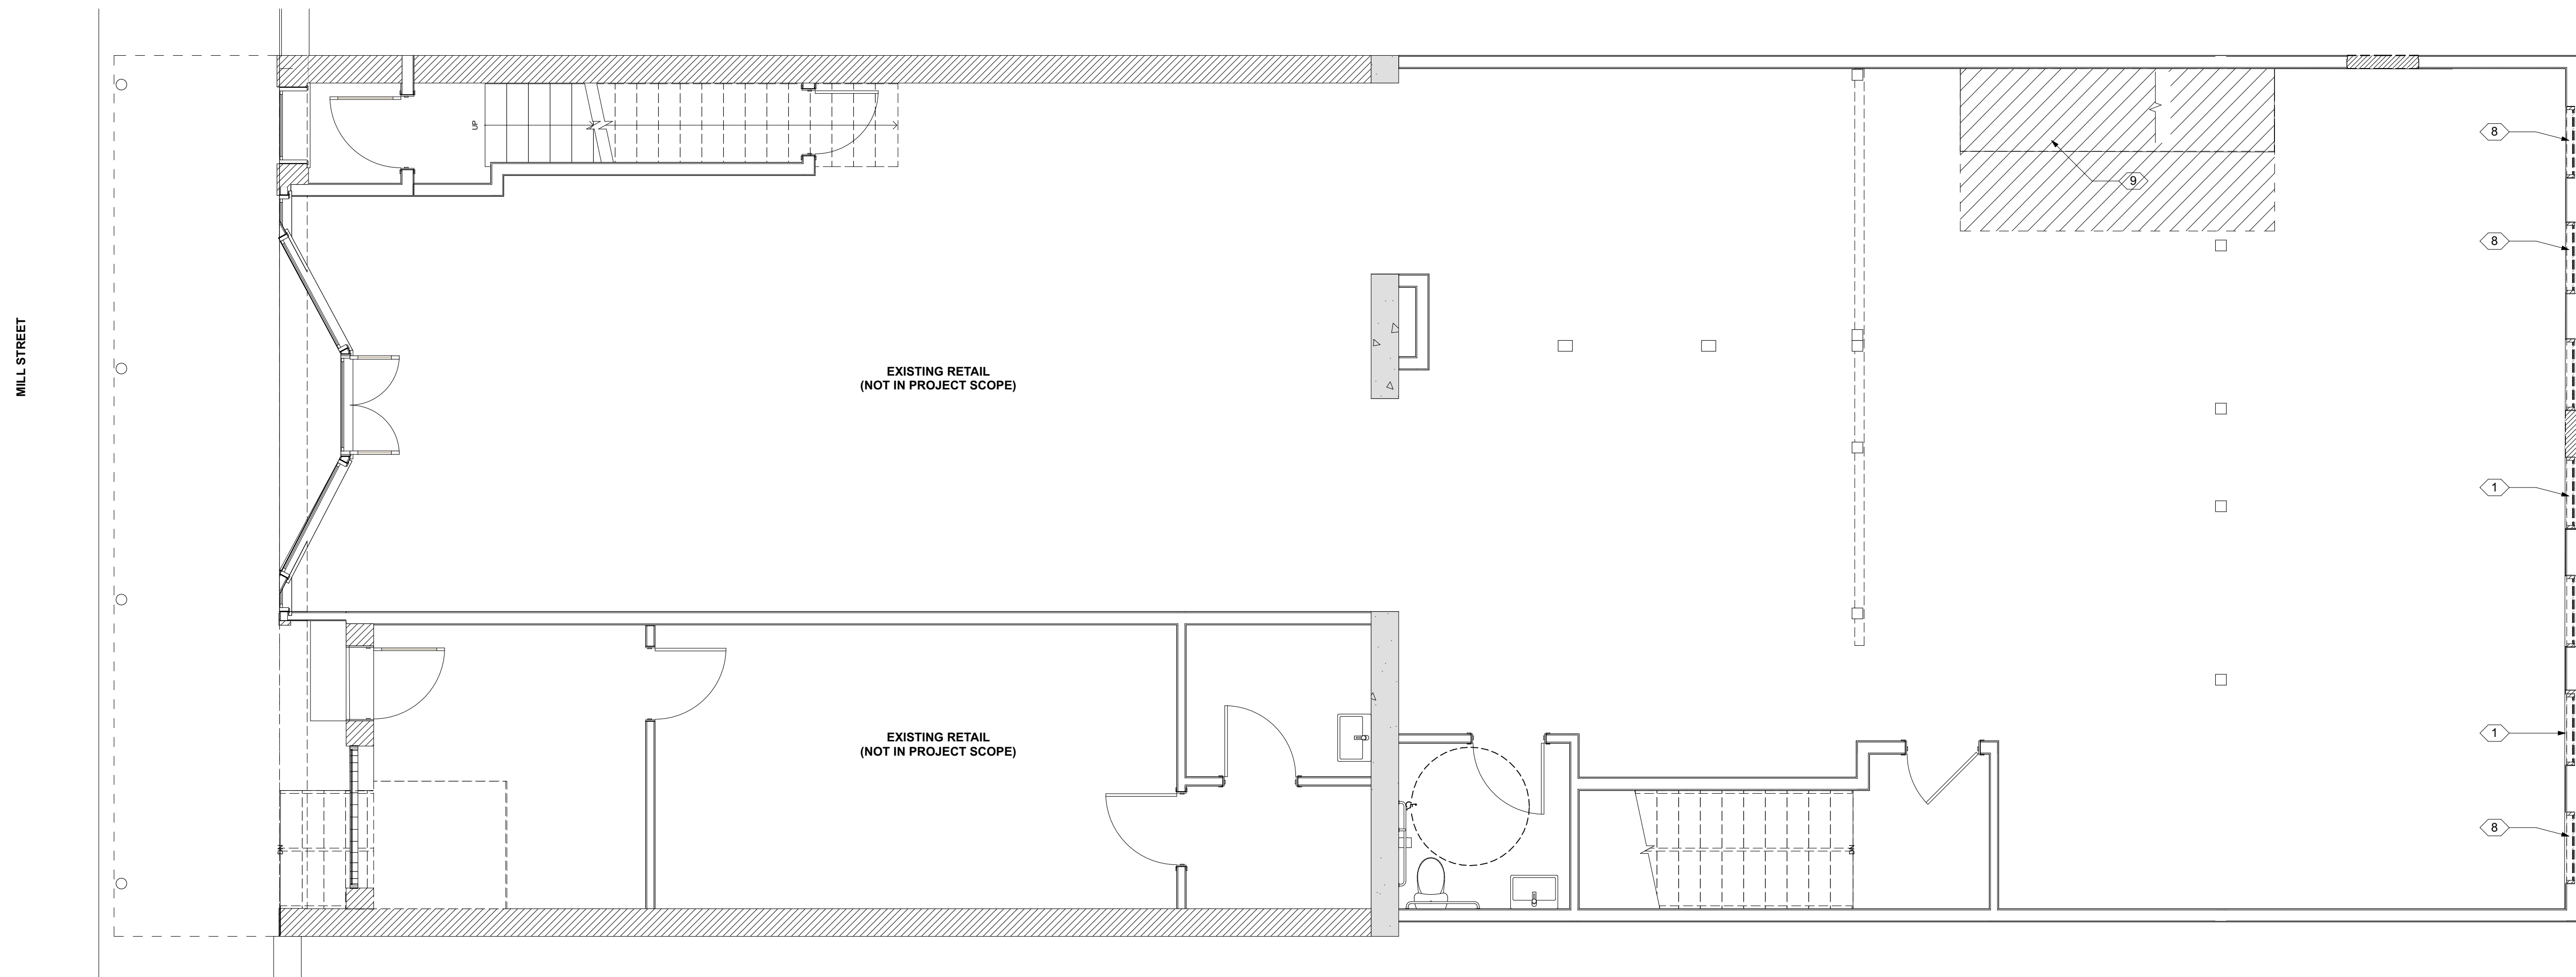 MILL STREET
UP
8
9
8
EXISTING RETAIL
(NOT IN PROJECT SCOPE)
1
EXISTING RETAIL
(NOT IN PROJECT SCOPE)
1
8
DN
DN